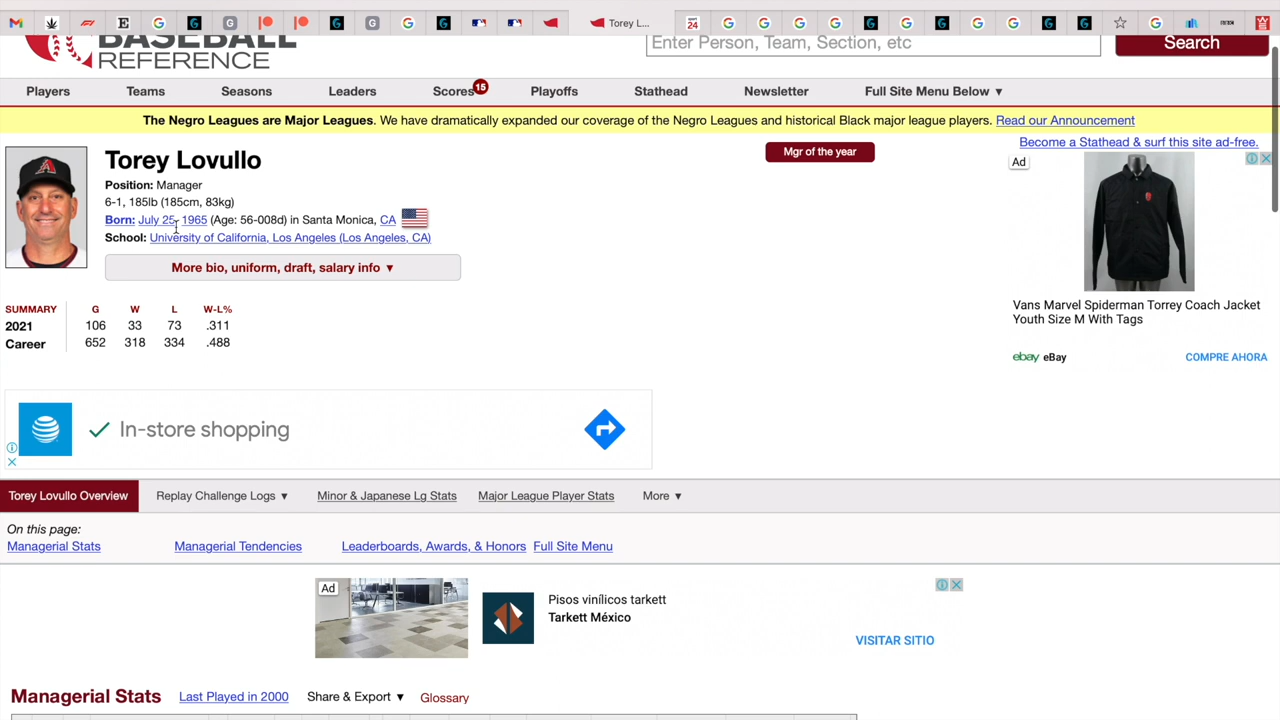 Torey L...
SEPT
24
BASEBALL
REFERENCE
Enter Person, Team, Section, etc
Search
Players
Teams
Seasons
Leaders
Scores 15
Playoffs
Stathead
Newsletter
Full Site Menu Below ▼
The Negro Leagues are Major Leagues. We have dramatically expanded our coverage of the Negro Leagues and historical Black major league players. Read our Announcement
Become a Stathead & surf this site ad-free.
Torey Lovullo
Position: Manager
6-1, 185lb (185cm, 83kg)
Born: July 25, 1965 (Age: 56-008d) in Santa Monica, CA
School: University of California, Los Angeles (Los Angeles, CA)
More bio, uniform, draft, salary info ▼
Mgr of the year
Ad
Vans Marvel Spiderman Torrey Coach Jacket
Youth Size M With Tags
ebay eBay
COMPRE AHORA
SUMMARY G W L W-L%
2021 106 33 73 .311
Career 652 318 334 .488
AT&T
In-store shopping
Torey Lovullo Overview
Replay Challenge Logs ▼
Minor & Japanese Lg Stats
Major League Player Stats
More ▼
On this page:
Managerial Stats
Managerial Tendencies
Leaderboards, Awards, & Honors
Full Site Menu
Ad
Pisos vinílicos tarkett
Tarkett México
VISITAR SITIO
Managerial Stats
Last Played in 2000
Share & Export ▼
Glossary